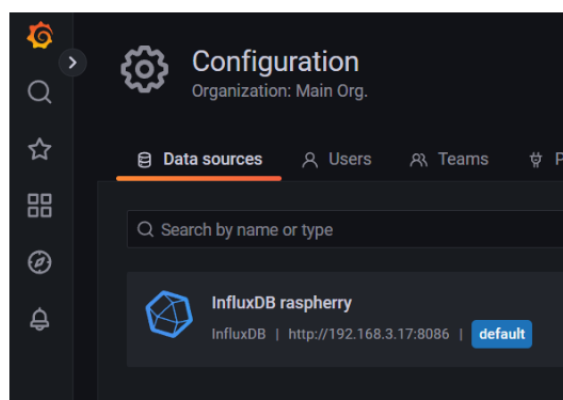 Configuration
Organization: Main Org.
Data sources Users Teams P
Search by name or type
InfluxDB raspherry
InfluxDB | http://192.168.3.17:8086 | default